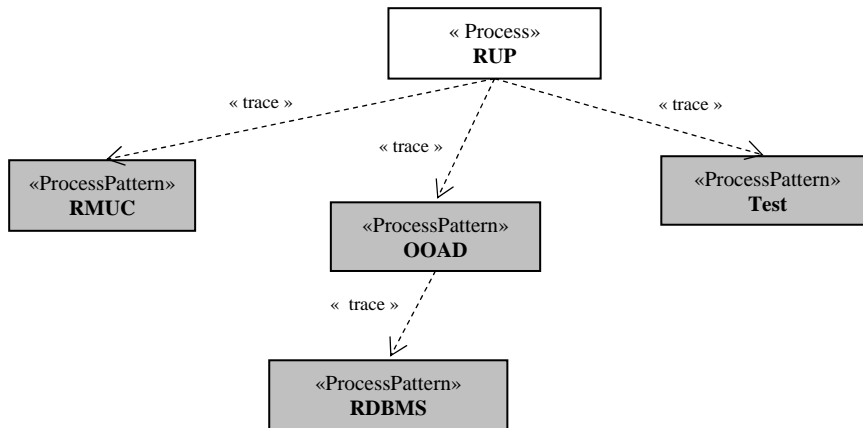 « Process»
RUP
« trace »
« trace »
« trace »
«ProcessPattern»
RMUC
«ProcessPattern»
Test
«ProcessPattern»
OOAD
«  trace »
«ProcessPattern»
RDBMS